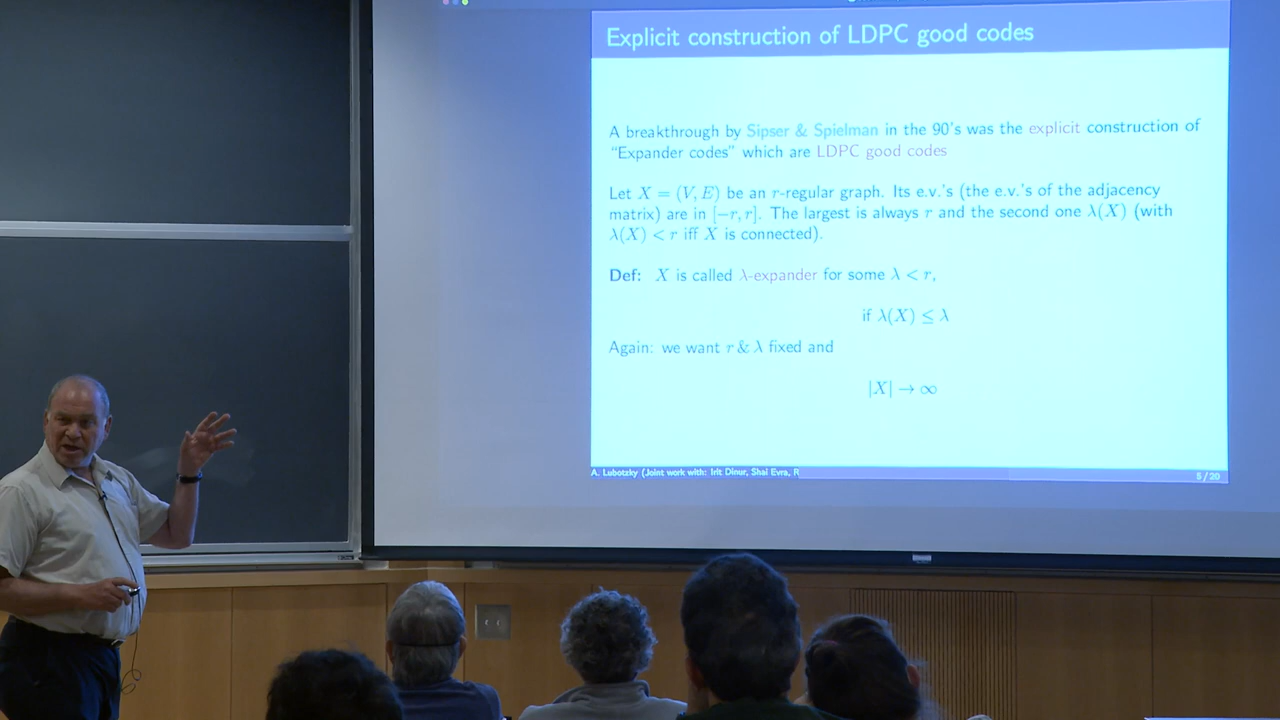 Explicit construction of LDPC good codes
A breakthrough by Sipser & Spielman in the 90's was the explicit construction of
"Expander codes" which are LDPC good codes
Let X = (V, E) be an r-regular graph. Its e.v.'s (the e.v.'s of the adjacency
matrix) are in [−r, r]. The largest is always r and the second one λ(X) (with
λ(X) < r iff X is connected).
Def: X is called λ-expander for some λ < r,
if λ(X) ≤ λ
Again: we want r & λ fixed and
|X| → ∞
A. Lubotzky (Joint work with: Irit Dinur, Shai Evra, R
5 / 20